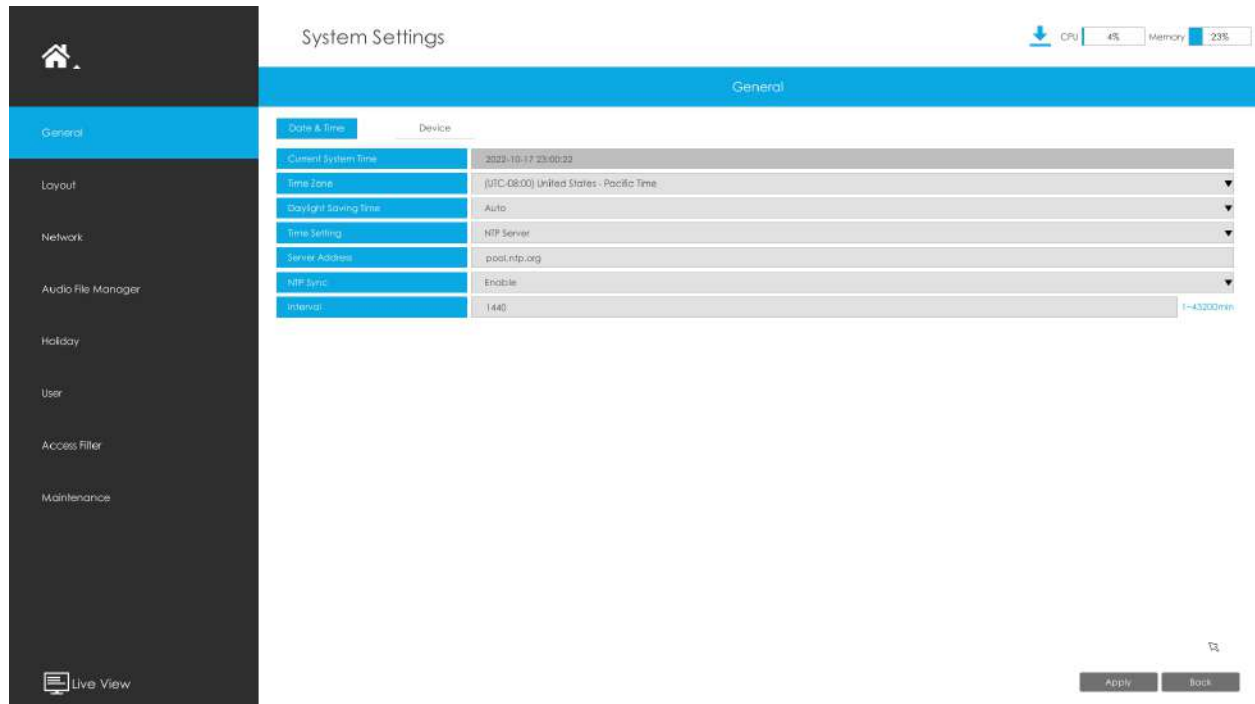 System Settings
CPU 4% Memory 23%
General
General
Date & Time Device
Current System Time 2022-10-17 23:00:22
Layout
Time Zone (UTC-08:00) United States - Pacific Time
Daylight Saving Time Auto
Network
Time Setting NTP Server
Server Address pool.ntp.org
NTP Sync Enable
Audio File Manager
Interval 1440 1~43200min
Holiday
User
Access Filter
Maintenance
Live View
Apply Back